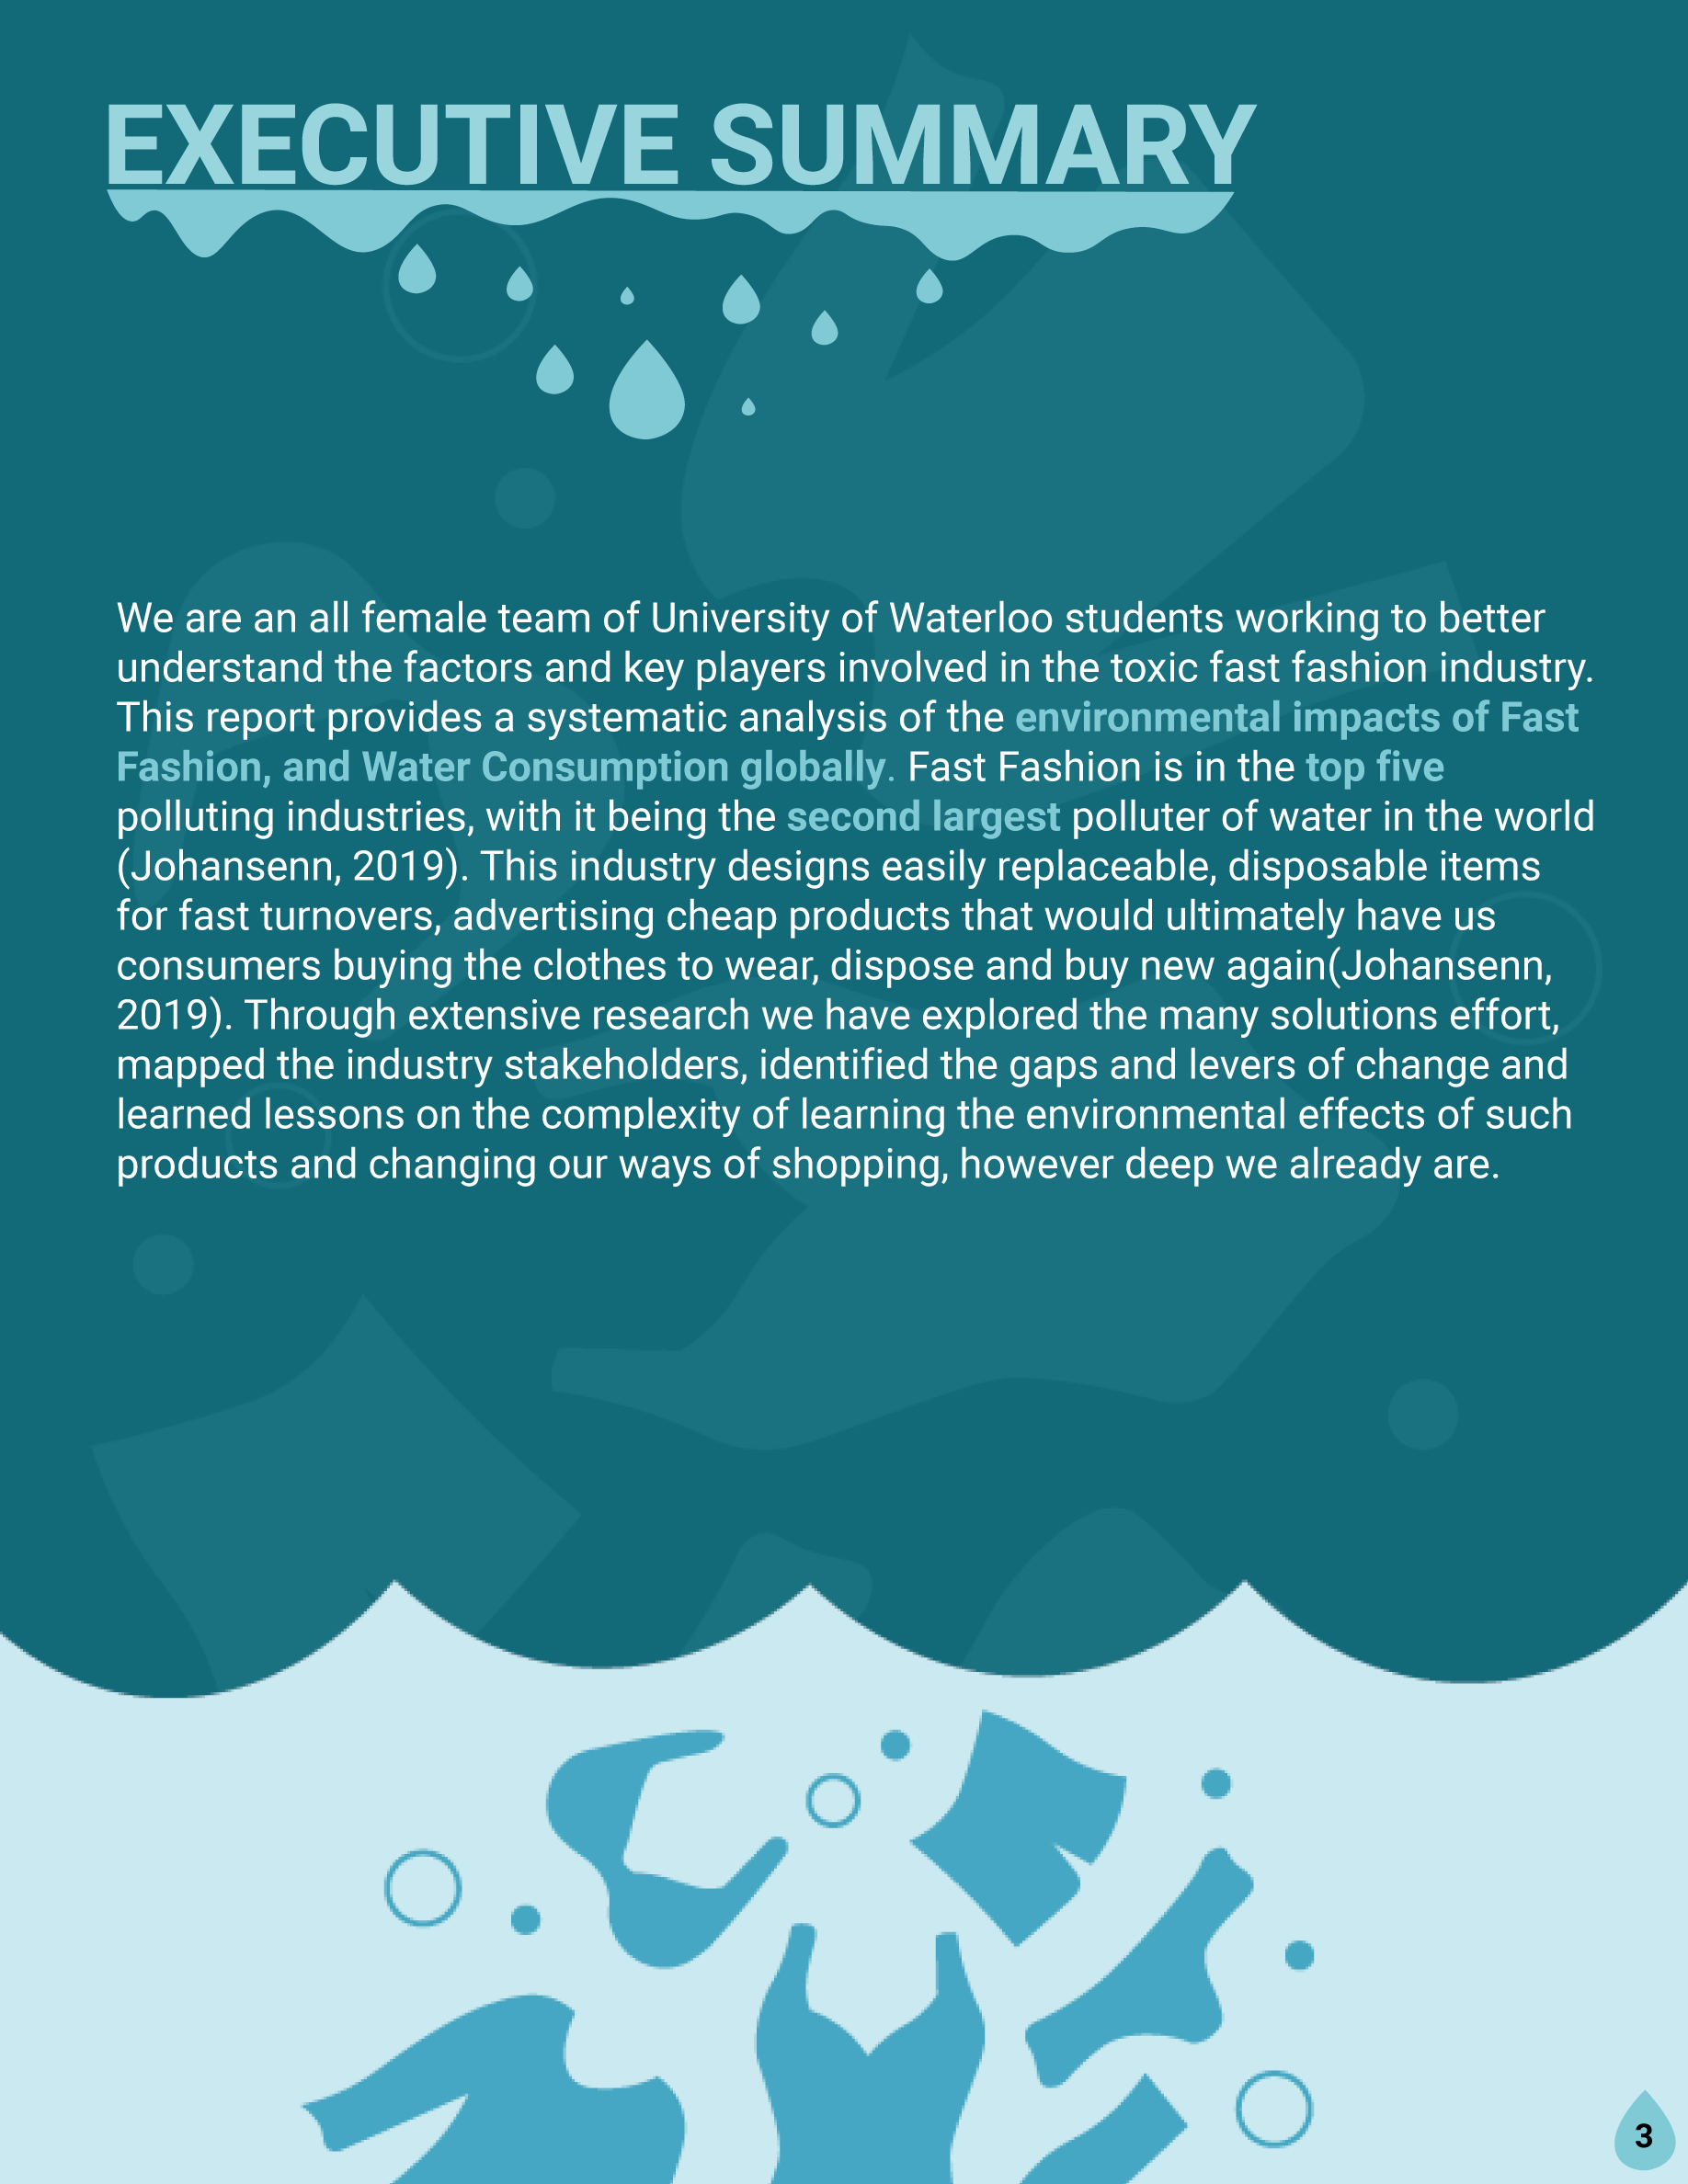 EXECUTIVE SUMMARY
We are an all female team of University of Waterloo students working to better
understand the factors and key players involved in the toxic fast fashion industry.
This report provides a systematic analysis of the environmental impacts of Fast
Fashion, and Water Consumption globally. Fast Fashion is in the top five
polluting industries, with it being the second largest polluter of water in the world
(Johansenn, 2019). This industry designs easily replaceable, disposable items
for fast turnovers, advertising cheap products that would ultimately have us
consumers buying the clothes to wear, dispose and buy new again(Johansenn,
2019). Through extensive research we have explored the many solutions effort,
mapped the industry stakeholders, identified the gaps and levers of change and
learned lessons on the complexity of learning the environmental effects of such
products and changing our ways of shopping, however deep we already are.
3